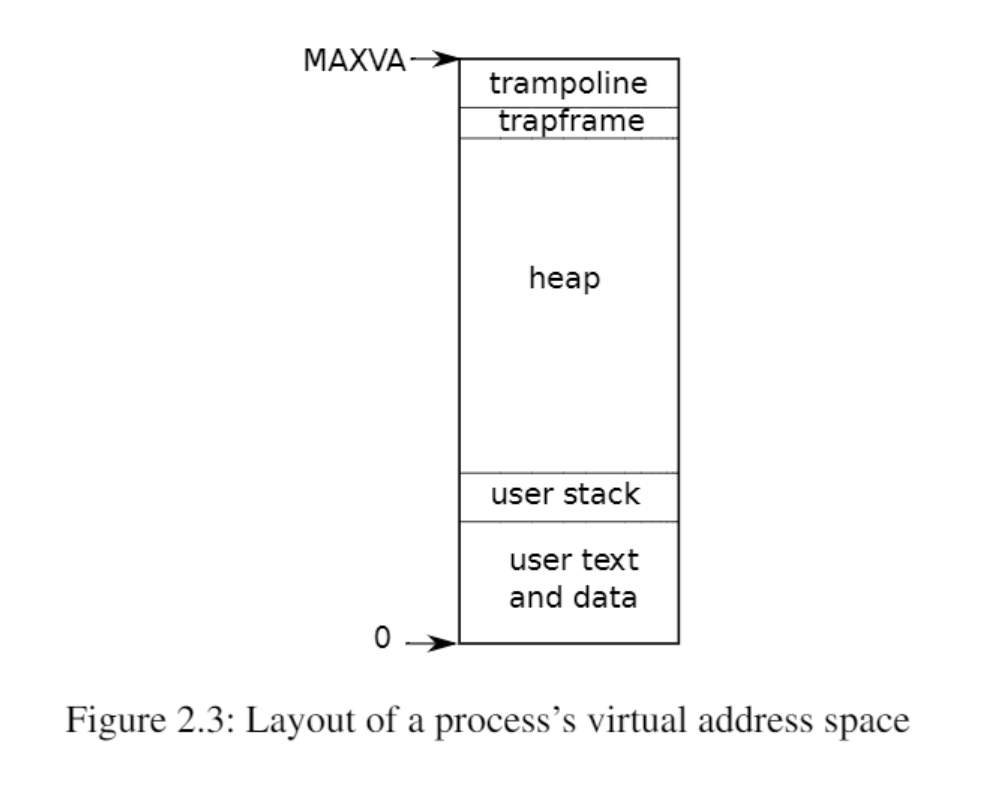 MAXVA
trampoline
trapframe
heap
user stack
user text
and data
0
Figure 2.3: Layout of a process’s virtual address space